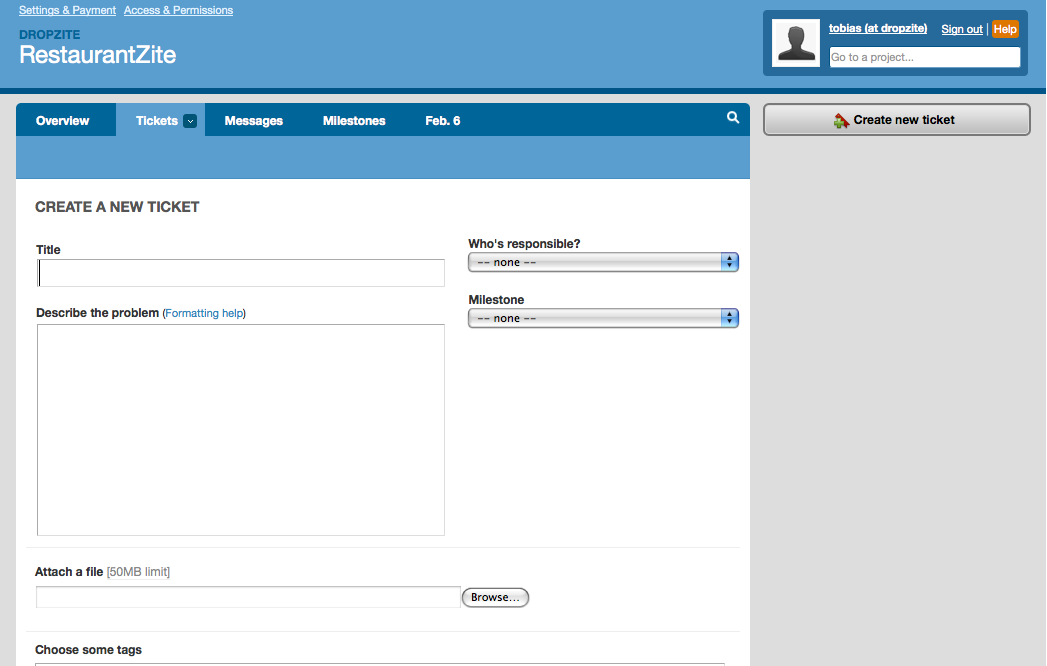 Settings & Payment Access & Permissions
DROPZITE
RestaurantZite
tobias (at dropzite) Sign out | Help
Go to a project...
Overview Tickets Messages Milestones Feb. 6
Create new ticket
CREATE A NEW TICKET
Title
Who's responsible?
-- none --
Milestone
-- none --
Describe the problem (Formatting help)
Attach a file [50MB limit]
Browse...
Choose some tags